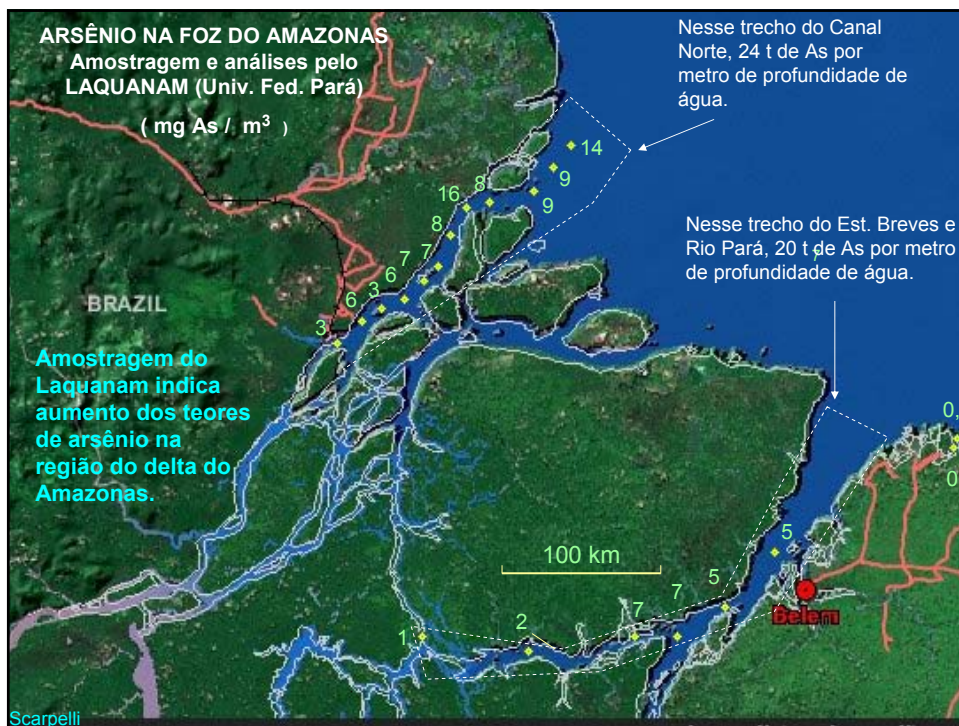 ARSÊNIO NA FOZ DO AMAZONAS
Amostragem e análises pelo
LAQUANAM (Univ. Fed. Pará)
( mg As / m³ )
Nesse trecho do Canal
Norte, 24 t de As por
metro de profundidade de
água.
14
9
9
8
16
8
7
7
6
3
6
3
Nesse trecho do Est. Breves e
Rio Pará, 20 t de As por metro
de profundidade de água.
7
BRAZIL
Amostragem do
Laquanam indica
aumento dos teores
de arsênio na
região do delta do
Amazonas.
0,
0
5
100 km
5
7
7
2
1
Belem
Scarpelli